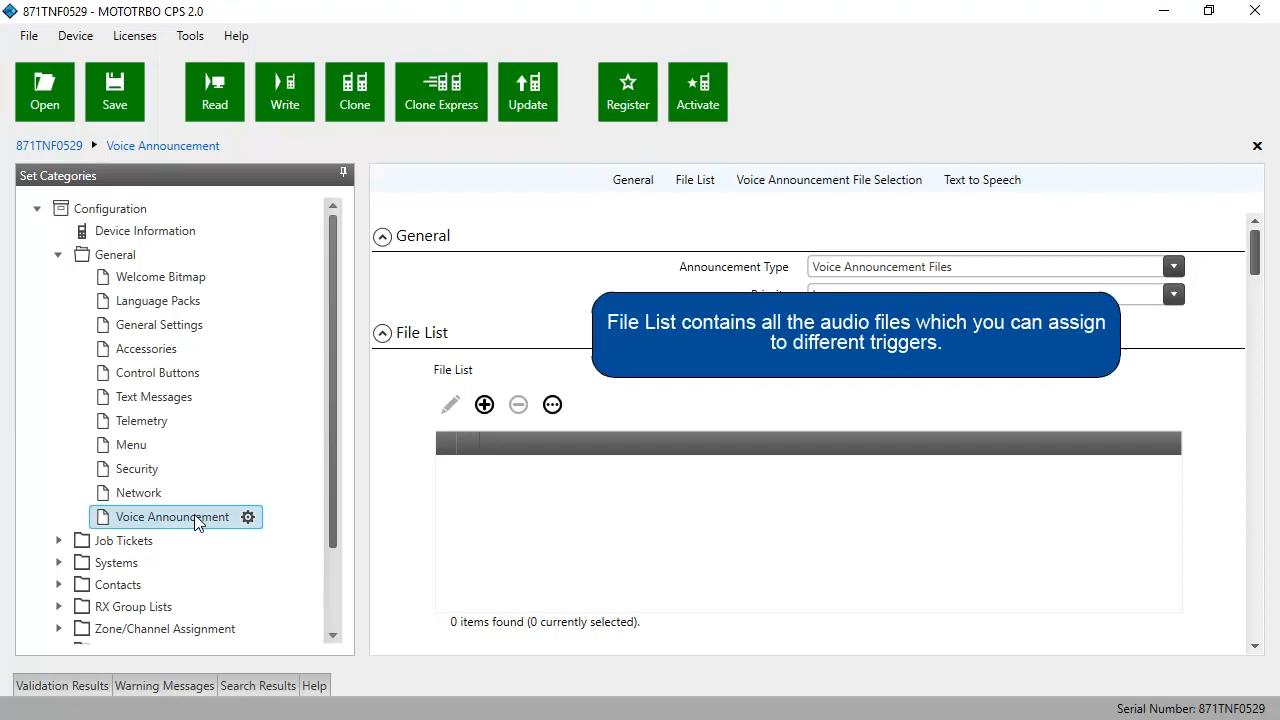 871TNF0529 - MOTOTRBO CPS 2.0
File Device Licenses Tools Help
Open Save Read Write Clone Clone Express Update Register Activate
871TNF0529 Voice Announcement
Set Categories
Configuration
Device Information
General
Welcome Bitmap
Language Packs
General Settings
Accessories
Control Buttons
Text Messages
Telemetry
Menu
Security
Network
Voice Announcement
Job Tickets
Systems
Contacts
RX Group Lists
Zone/Channel Assignment
General File List Voice Announcement File Selection Text to Speech
General
Announcement Type Voice Announcement Files
File List contains all the audio files which you can assign
to different triggers.
File List
File List
0 items found (0 currently selected).
Validation Results Warning Messages Search Results Help
Serial Number: 871TNF0529